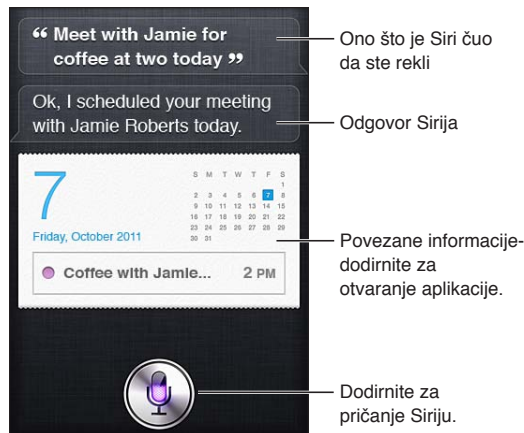 “ Meet with Jamie for
coffee at two today ”
Ono što je Siri čuo
da ste rekli
Ok, I scheduled your meeting
with Jamie Roberts today.
Odgovor Sirija
7
Friday, October 2011
S M T W T F S
1
2 3 4 5 6 7 8
9 10 11 12 13 14 15
16 17 18 19 20 21 22
23 24 25 26 27 28 29
30 31
Coffee with Jamie... 2 PM
Povezane informacije-
dodirnite za
otvaranje aplikacije.
Dodirnite za
pričanje Siriju.